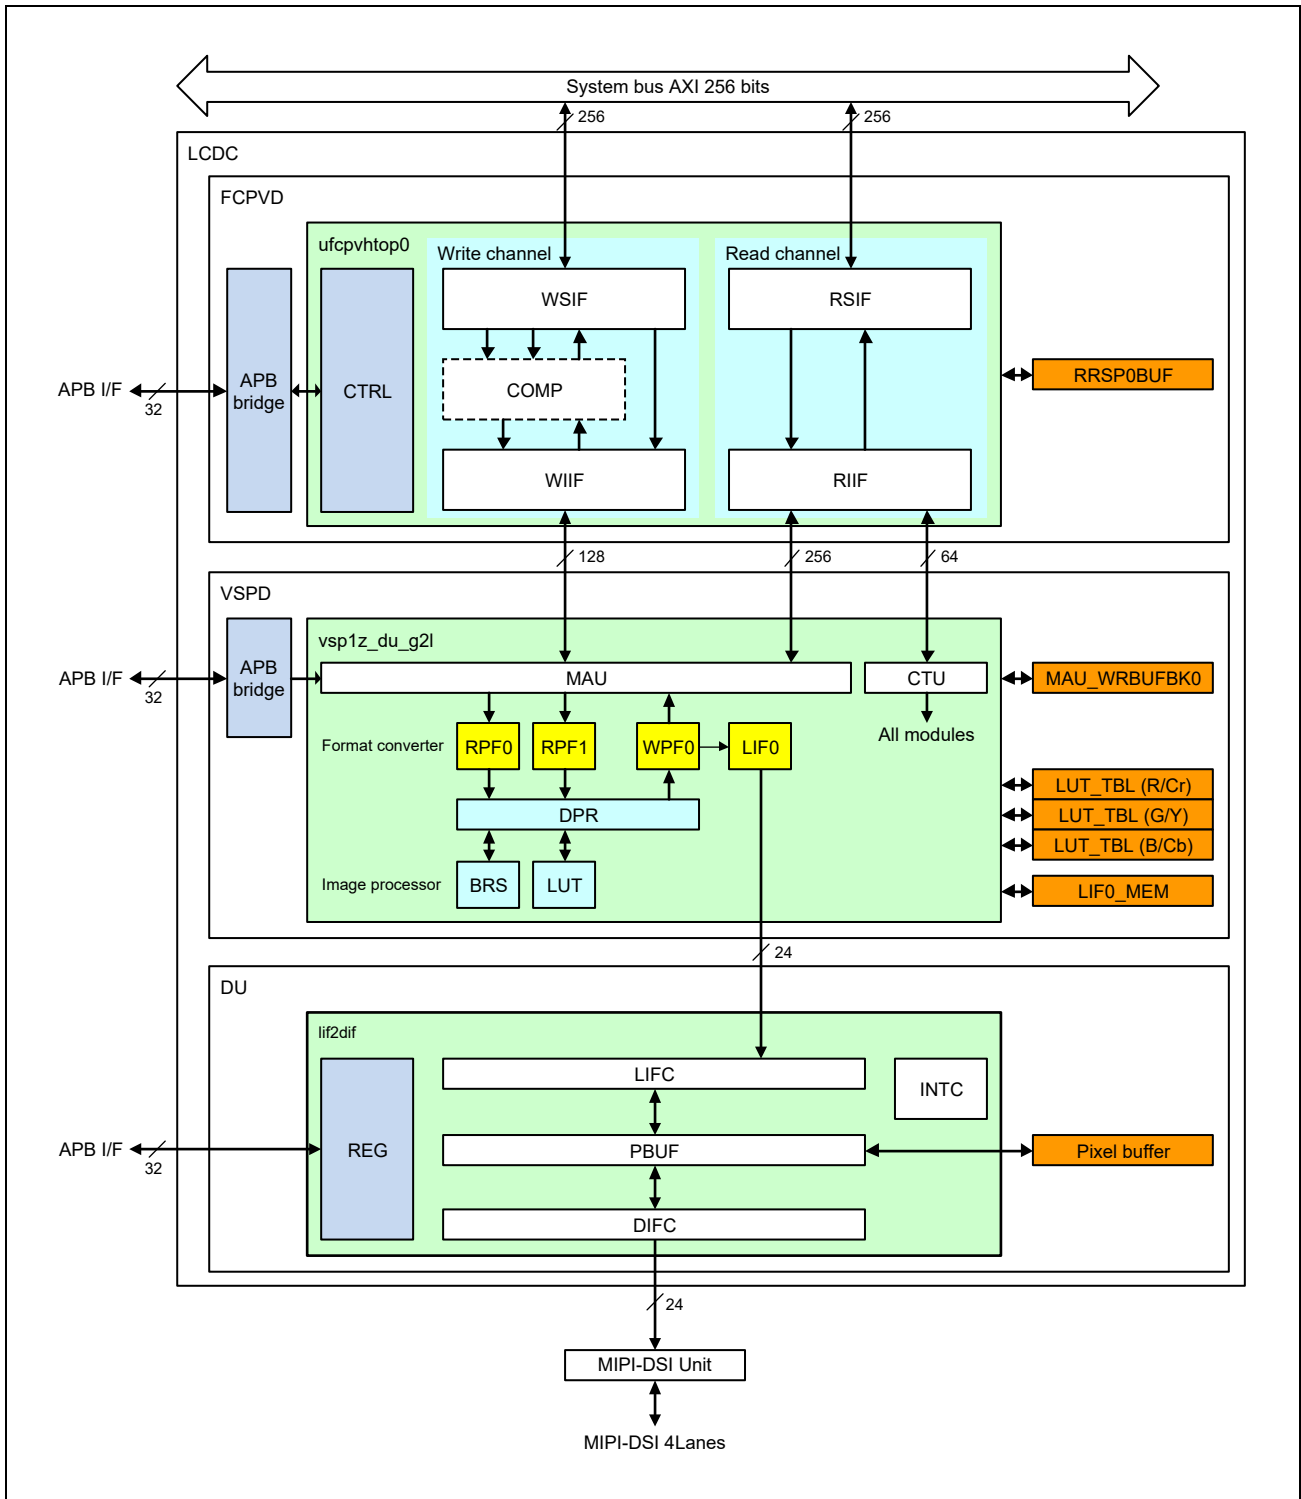 System bus AXI 256 bits
256
256
LCDC
FCPVD
ufcpvhtop0
Write channel
Read channel
WSIF
RSIF
APB I/F
32
APB
bridge
CTRL
COMP
RRSP0BUF
WIIF
RIIF
128
256
64
VSPD
vsp1z_du_g2l
APB I/F
32
APB
bridge
MAU
CTU
MAU_WRBUFBK0
All modules
Format converter
RPF0
RPF1
WPF0
LIF0
LUT_TBL (R/Cr)
DPR
LUT_TBL (G/Y)
LUT_TBL (B/Cb)
Image processor
BRS
LUT
LIF0_MEM
24
DU
lif2dif
LIFC
INTC
APB I/F
32
REG
PBUF
Pixel buffer
DIFC
24
MIPI-DSI Unit
MIPI-DSI 4Lanes